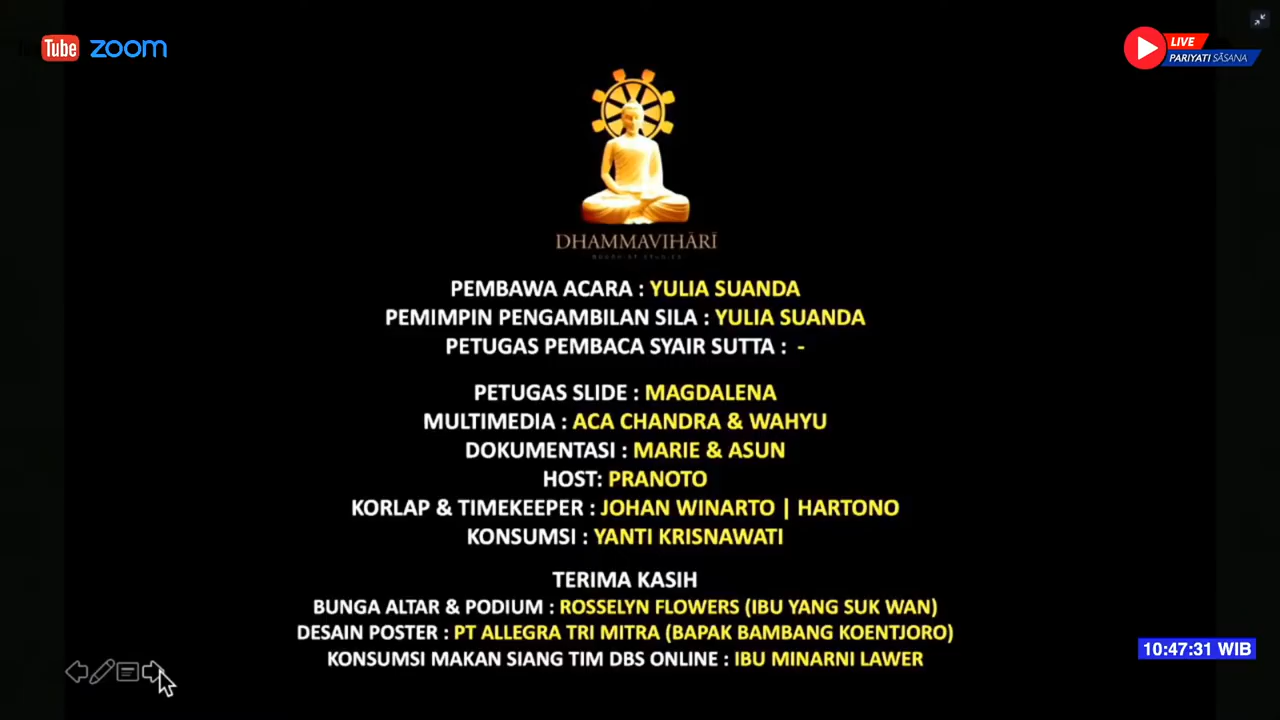 Tube zoom
LIVE
PARIYATI SĀSANA
DHAMMAVIHĀRĪ
BUDDHIST STUDIES
PEMBAWA ACARA : YULIA SUANDA
PEMIMPIN PENGAMBILAN SILA : YULIA SUANDA
PETUGAS PEMBACA SYAIR SUTTA : -
PETUGAS SLIDE : MAGDALENA
MULTIMEDIA : ACA CHANDRA & WAHYU
DOKUMENTASI : MARIE & ASUN
HOST: PRANOTO
KORLAP & TIMEKEEPER : JOHAN WINARTO | HARTONO
KONSUMSI : YANTI KRISNAWATI
TERIMA KASIH
BUNGA ALTAR & PODIUM : ROSSELYN FLOWERS (IBU YANG SUK WAN)
DESAIN POSTER : PT ALLEGRA TRI MITRA (BAPAK BAMBANG KOENTJORO)
KONSUMSI MAKAN SIANG TIM DBS ONLINE : IBU MINARNI LAWER
10:47:31 WIB